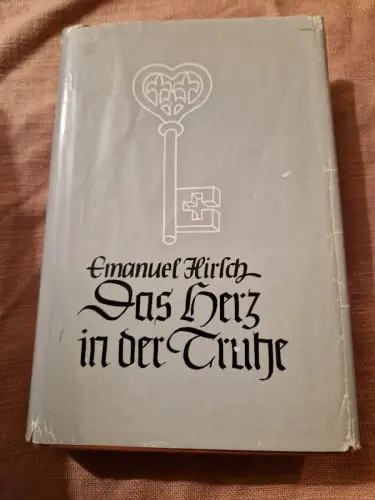 Emanuel Hirsch
Das Herz
in der Truhe